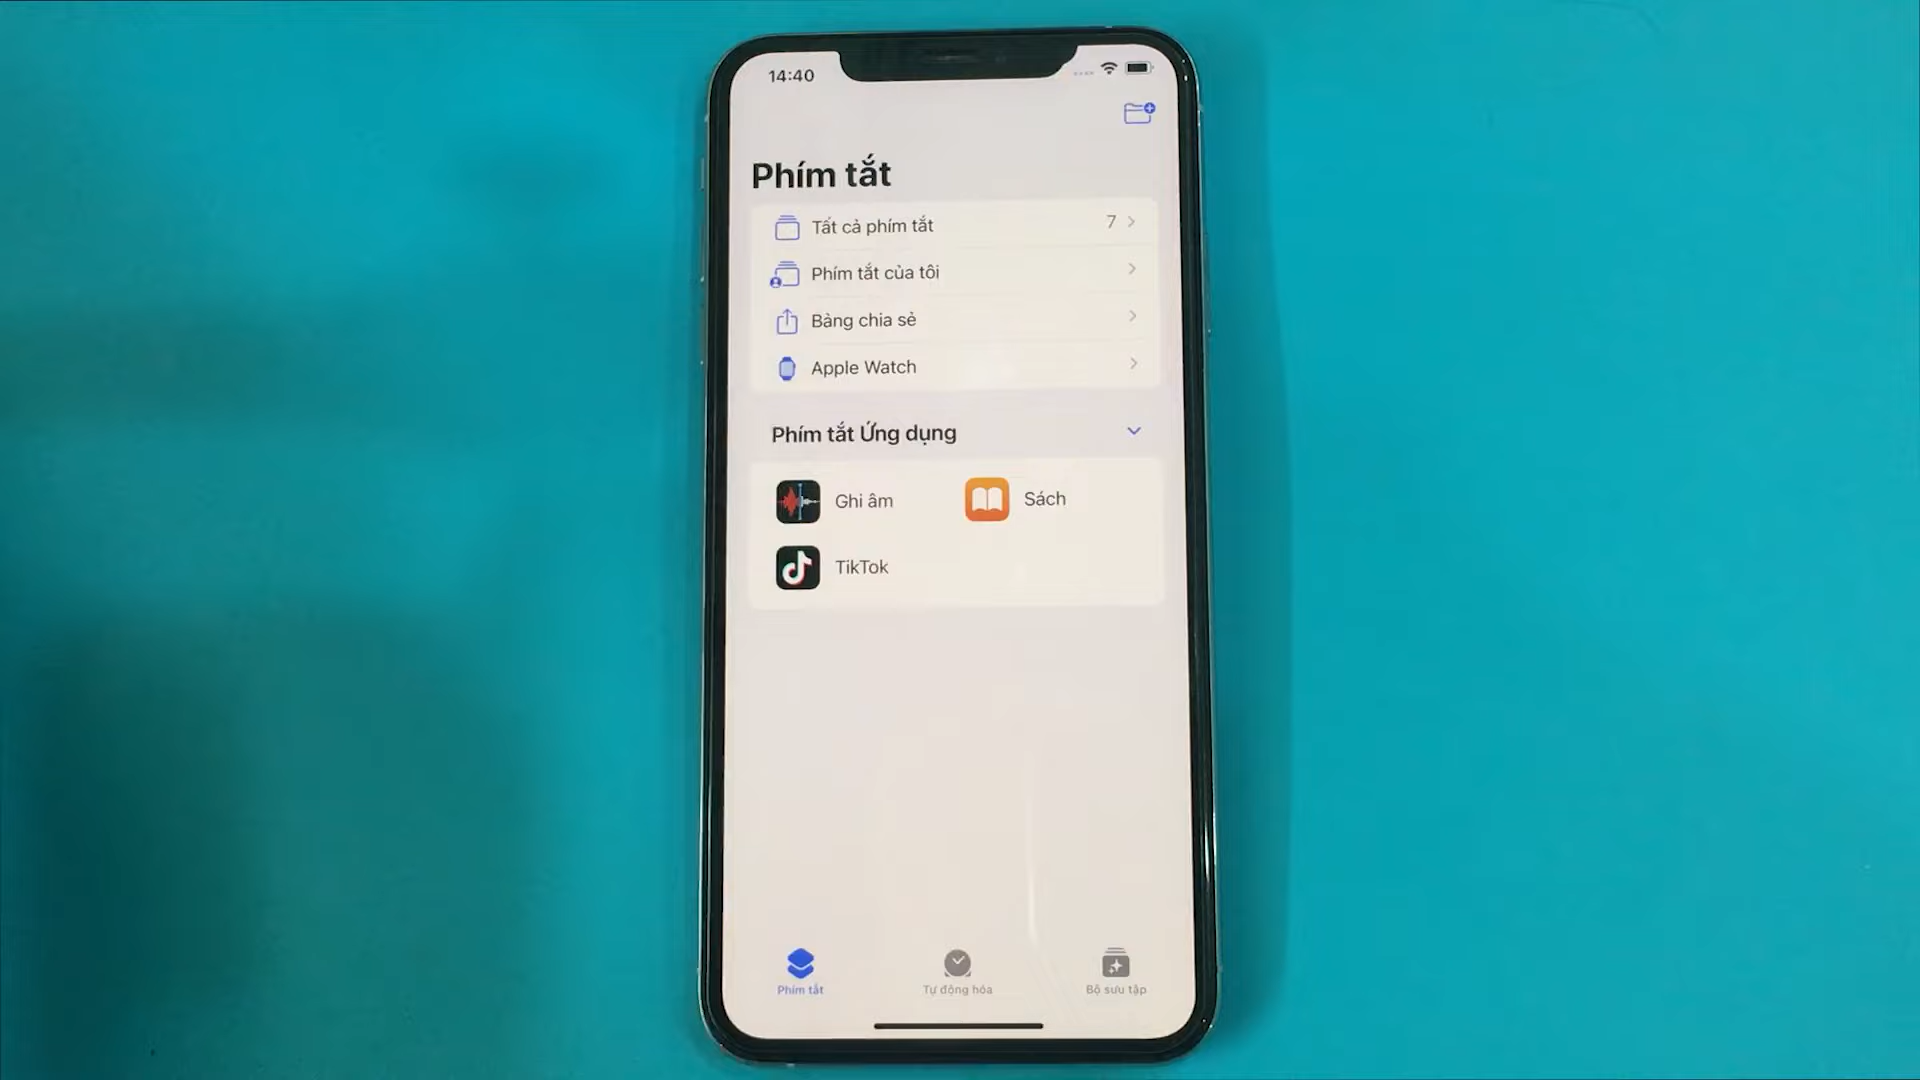 14:40
Phím tắt
Tất cả phím tắt 7
Phím tắt của tôi
Bảng chia sẻ
Apple Watch
Phím tắt Ứng dụng
Ghi âm Sách
TikTok
Phím tắt Tự động hóa Bộ sưu tập